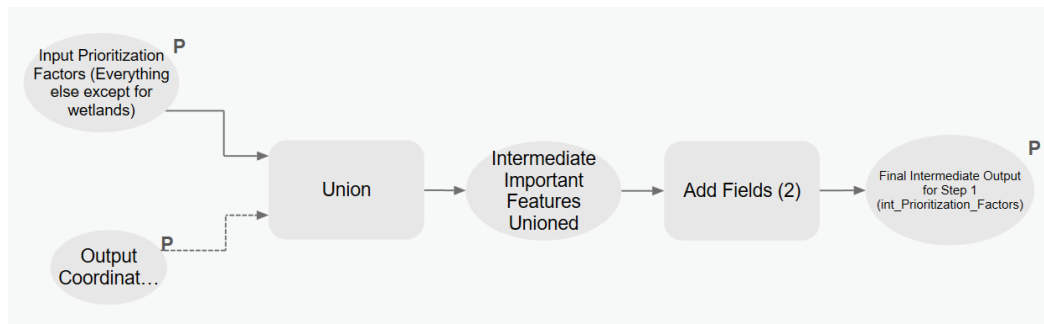 P
Input Prioritization
Factors (Everything
else except for
wetlands)
Union
Intermediate
Important
Features
Unioned
Add Fields (2)
P
Final Intermediate Output
for Step 1
(int_Prioritization_Factors)
P
Output
Coordinat…